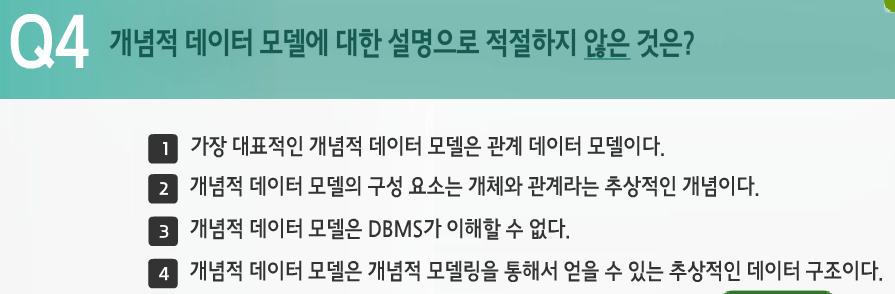 Q4 개념적 데이터 모델에 대한 설명으로 적절하지 않은 것은?
1 가장 대표적인 개념적 데이터 모델은 관계 데이터 모델이다.
2 개념적 데이터 모델의 구성 요소는 개체와 관계라는 추상적인 개념이다.
3 개념적 데이터 모델은 DBMS가 이해할 수 없다.
4 개념적 데이터 모델은 개념적 모델링을 통해서 얻을 수 있는 추상적인 데이터 구조이다.